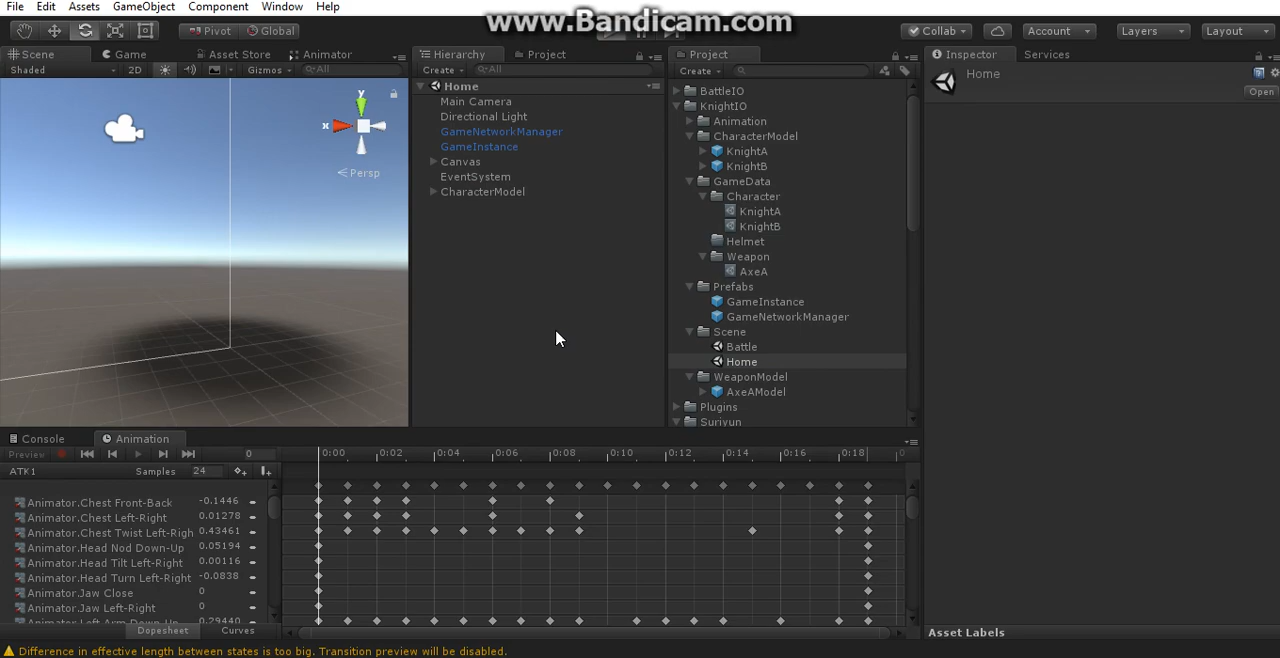 File Edit Assets GameObject Component Window Help
www.Bandicam.com
Pivot Global Collab Account Layers Layout
Scene Game Asset Store Animator
Shaded 2D Gizmos All
y
x
Persp
Hierarchy Project
Create All
Home
Main Camera
Directional Light
GameNetworkManager
GameInstance
Canvas
EventSystem
CharacterModel
Project
Create
BattleIO
KnightIO
Animation
CharacterModel
KnightA
KnightB
GameData
Character
KnightA
KnightB
Helmet
Weapon
AxeA
Prefabs
GameInstance
GameNetworkManager
Scene
Battle
Home
WeaponModel
AxeAModel
Plugins
Suriyun
Inspector Services
Home
Open
Asset Labels
Console Animation
Preview 0 0:00 0:02 0:04 0:06 0:08 0:10 0:12 0:14 0:16 0:18
ATK1 Samples 24
Animator.Chest Front-Back -0.1446
Animator.Chest Left-Right 0.01278
Animator.Chest Twist Left-Righ 0.43461
Animator.Head Nod Down-Up 0.05194
Animator.Head Tilt Left-Right 0.00116
Animator.Head Turn Left-Right -0.0838
Animator.Jaw Close 0
Animator.Jaw Left-Right 0
Animator.Left Arm Down-Up 0.29440
Dopesheet Curves
Difference in effective length between states is too big. Transition preview will be disabled.